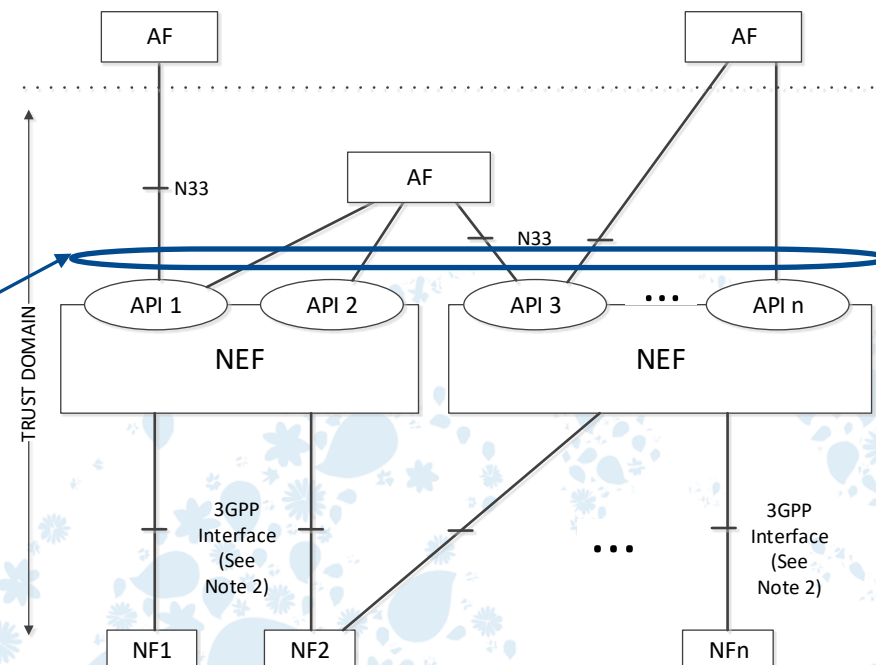 AF
AF
AF
N33
N33
API 1
API 2
API 3
...
API n
NEF
NEF
TRUST DOMAIN
3GPP
Interface
(See
Note 2)
...
3GPP
Interface
(See
Note 2)
NF1
NF2
NFn